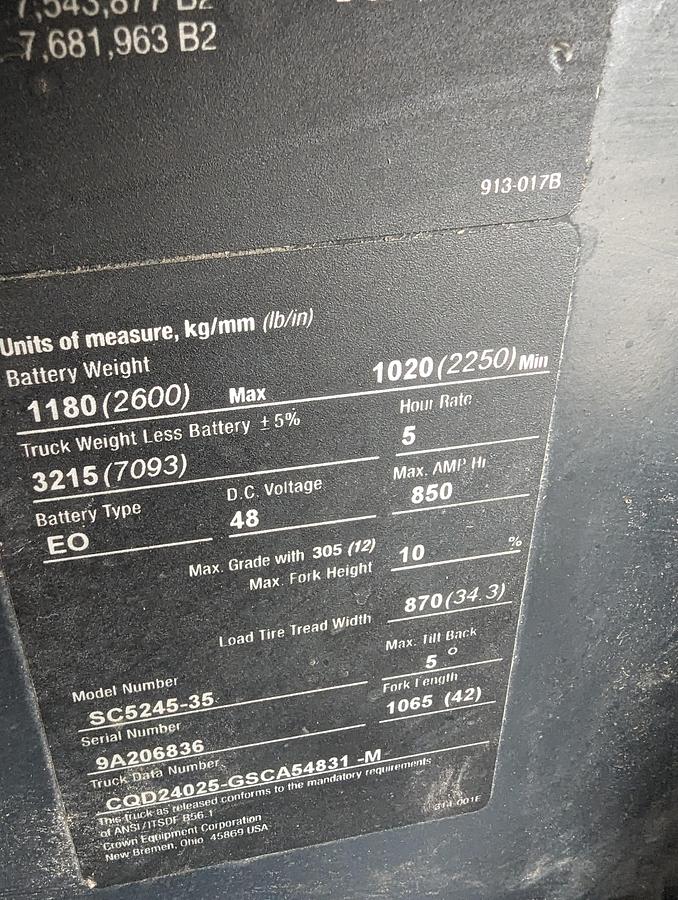 7,543,877 B2
7,681,963 B2
913-017B
Units of measure, kg/mm (lb/in)
Battery Weight
1180 (2600) Max 1020 (2250) Min
Truck Weight Less Battery ± 5% Hour Rate
3215 (7093) 5
Battery Type D.C. Voltage Max. AMP Hr
EO 48 850
Max. Grade with 305 (12)
Max. Fork Height 10 %
Load Tire Tread Width 870 (34.3)
Max. Tilt Back
5 °
Model Number Fork Length
SC5245-35 1065 (42)
Serial Number
9A206836
Truck Data Number
CQD24025-GSCA54831 -M
This truck as released conforms to the mandatory requirements
of ANSI/ITSDF B56.1
Crown Equipment Corporation
New Bremen, Ohio 45869 USA